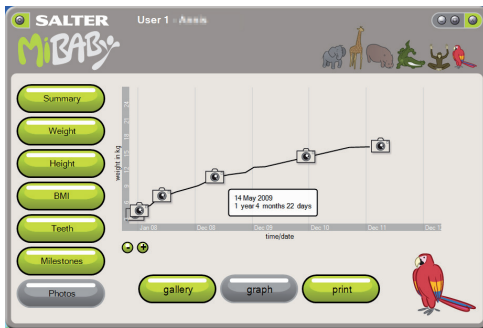 SALTER
MiBABy
User 1 -
Summary
Weight
Height
BMI
Teeth
Milestones
Photos
weight in kg
14 May 2009
1 year 4 months 22 days
Jan 08
Dec 08
Dec 09
Dec 10
Dec 11
time/date
gallery
graph
print